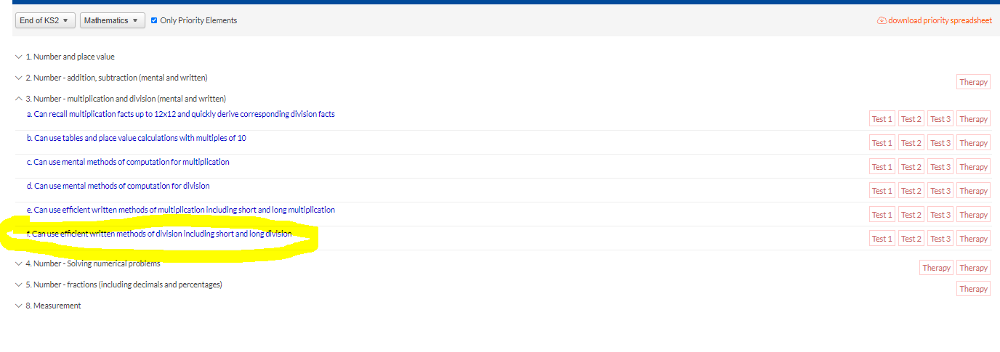 End of KS2 Mathematics Only Priority Elements download priority spreadsheet
1. Number and place value
2. Number - addition, subtraction (mental and written) Therapy
3. Number - multiplication and division (mental and written)
a. Can recall multiplication facts up to 12x12 and quickly derive corresponding division facts Test 1 Test 2 Test 3 Therapy
b. Can use tables and place value calculations with multiples of 10 Test 1 Test 2 Test 3 Therapy
c. Can use mental methods of computation for multiplication Test 1 Test 2 Test 3 Therapy
d. Can use mental methods of computation for division Test 1 Test 2 Test 3 Therapy
e. Can use efficient written methods of multiplication including short and long multiplication Test 1 Test 2 Test 3 Therapy
f. Can use efficient written methods of division including short and long division Test 1 Test 2 Test 3 Therapy
4. Number - Solving numerical problems Therapy Therapy
5. Number - fractions (including decimals and percentages) Therapy
8. Measurement